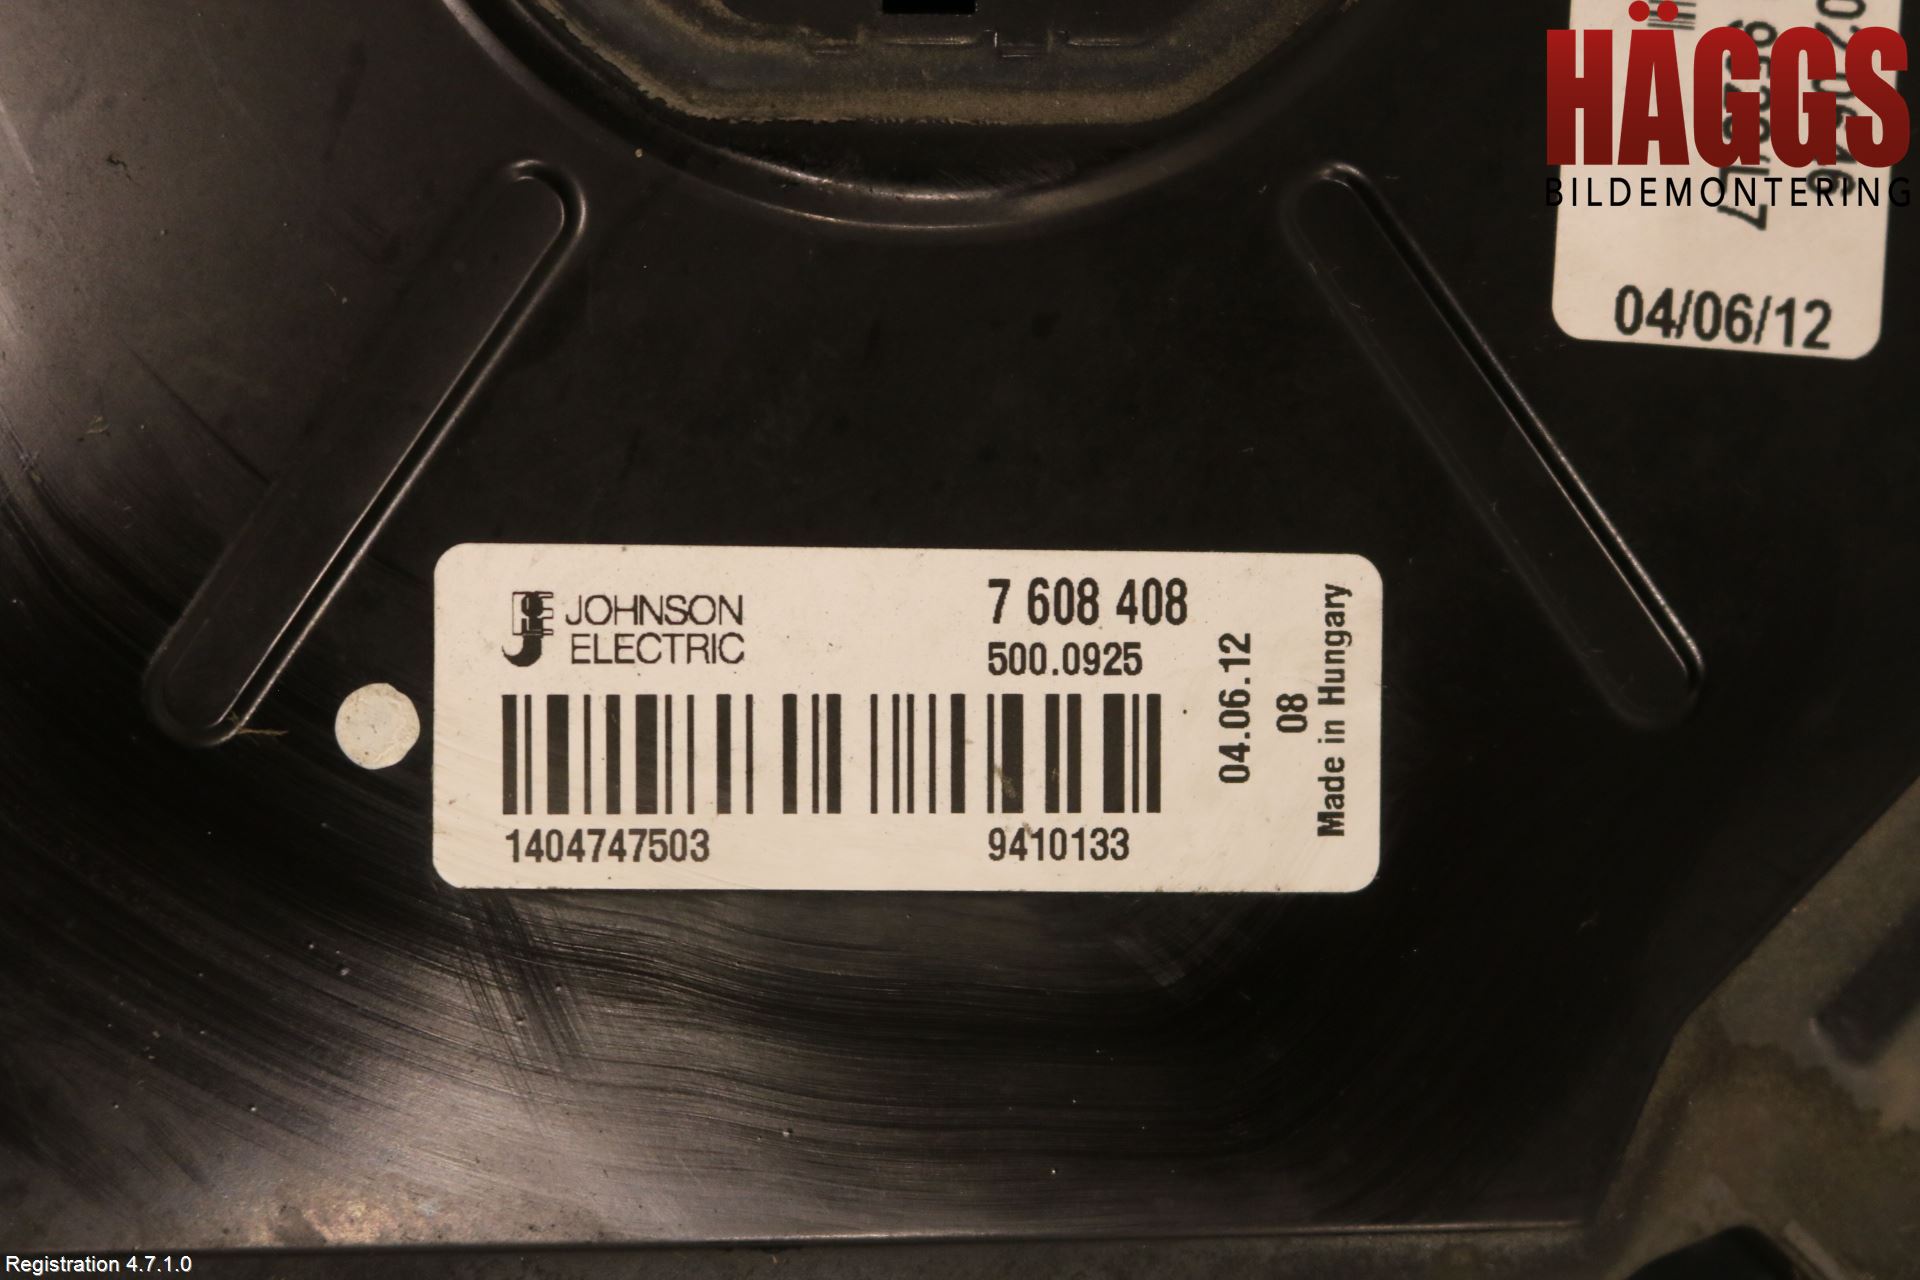 HÄGGS
BILDEMONTERING
04/06/12
JOHNSON
ELECTRIC
7 608 408
500.0925
1404747503
9410133
04.06.12
08
Made in Hungary
Registration 4.7.1.0